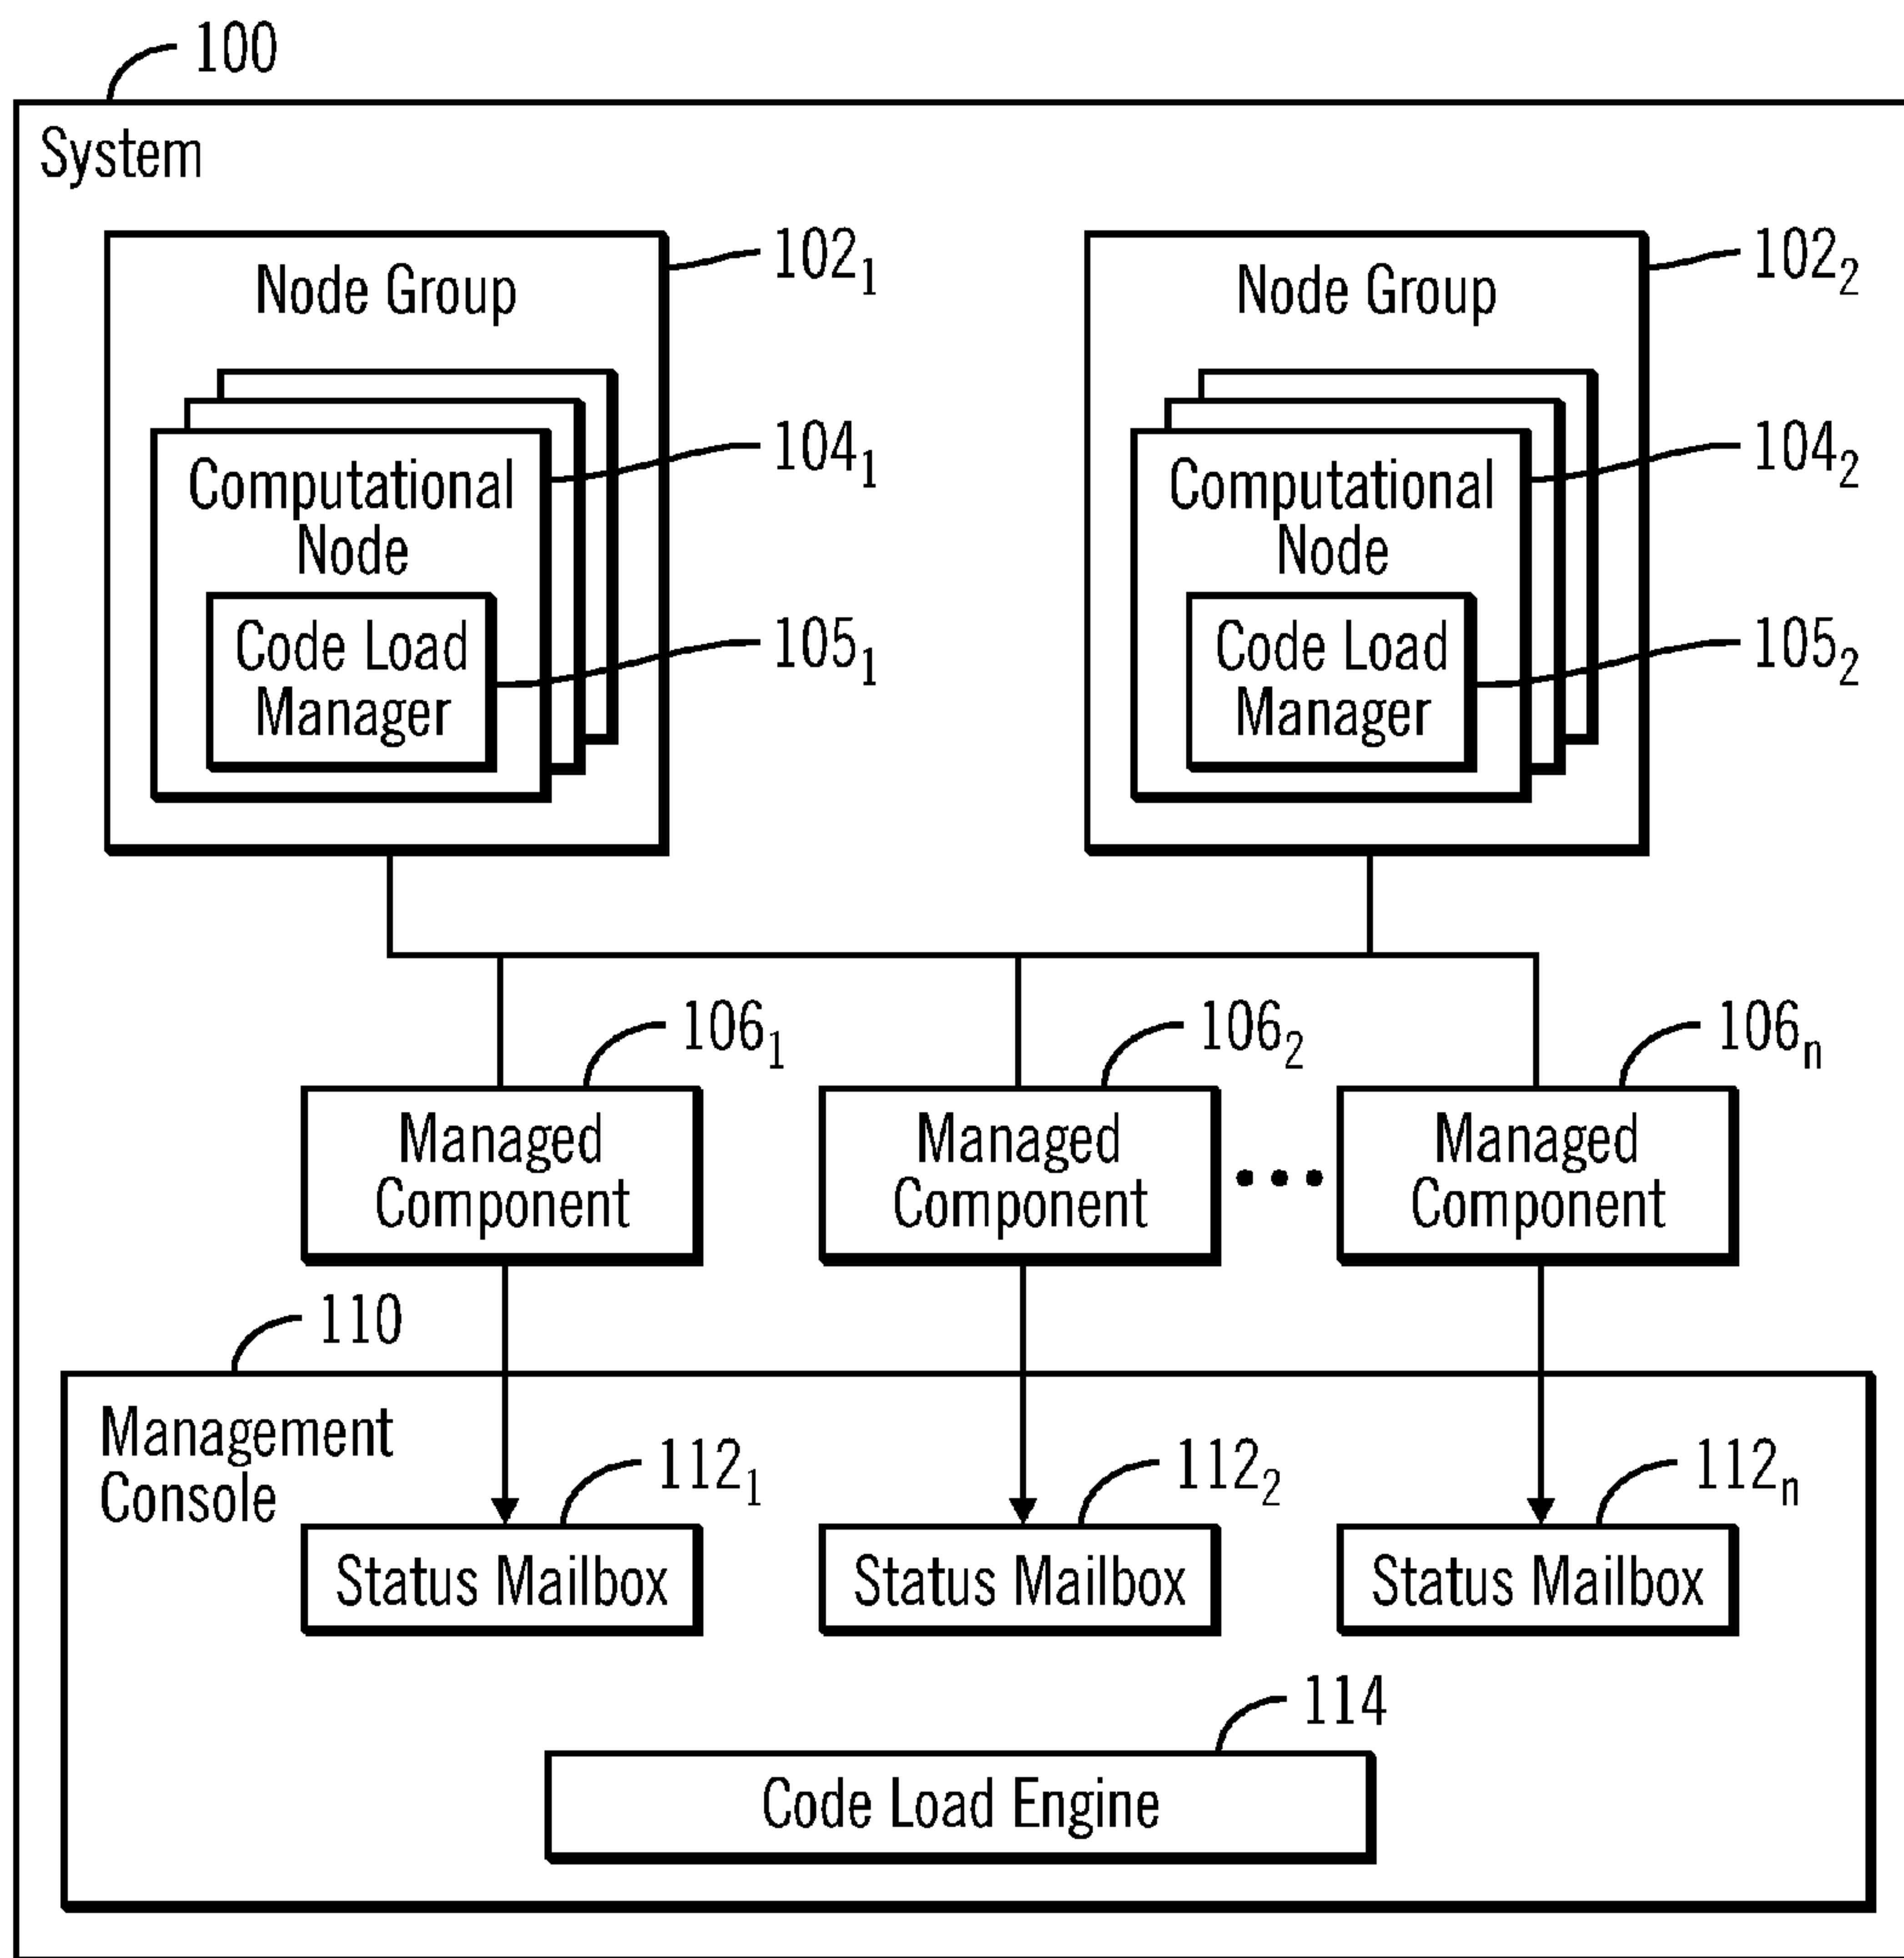 100
System
Node Group
102₁
Computational
Node
104₁
Code Load
Manager
105₁
Node Group
102₂
Computational
Node
104₂
Code Load
Manager
105₂
106₁
Managed
Component
106₂
Managed
Component
•••
106ₙ
Managed
Component
110
Management
Console
112₁
Status Mailbox
112₂
Status Mailbox
112ₙ
Status Mailbox
114
Code Load Engine